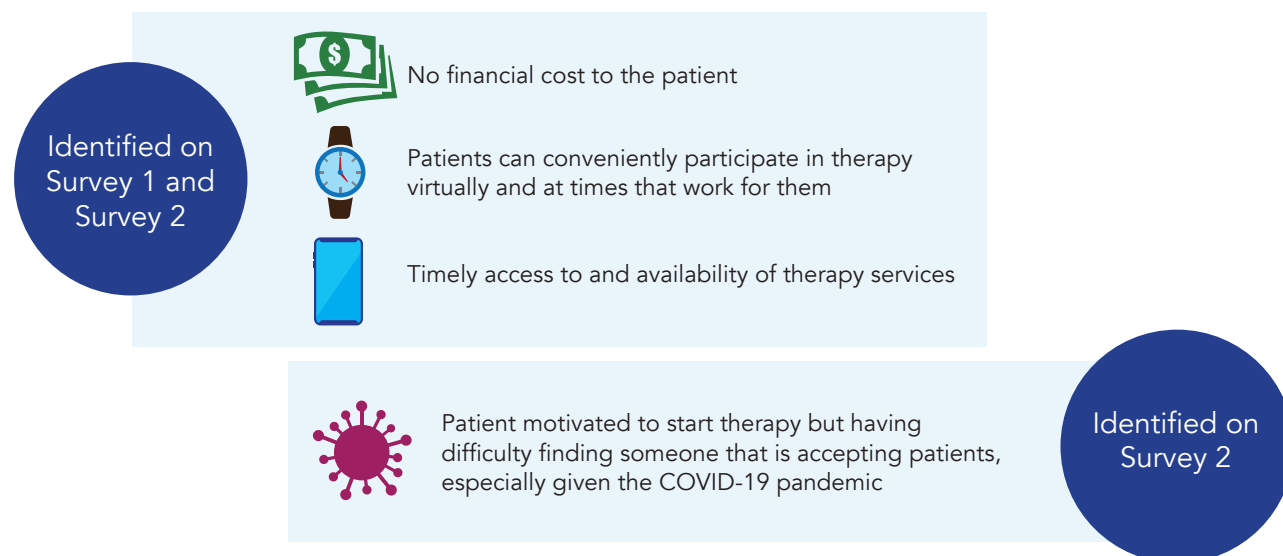 Identified on
Survey 1 and
Survey 2
$
No financial cost to the patient
Patients can conveniently participate in therapy
virtually and at times that work for them
Timely access to and availability of therapy services
Patient motivated to start therapy but having
difficulty finding someone that is accepting patients,
especially given the COVID-19 pandemic
Identified on
Survey 2